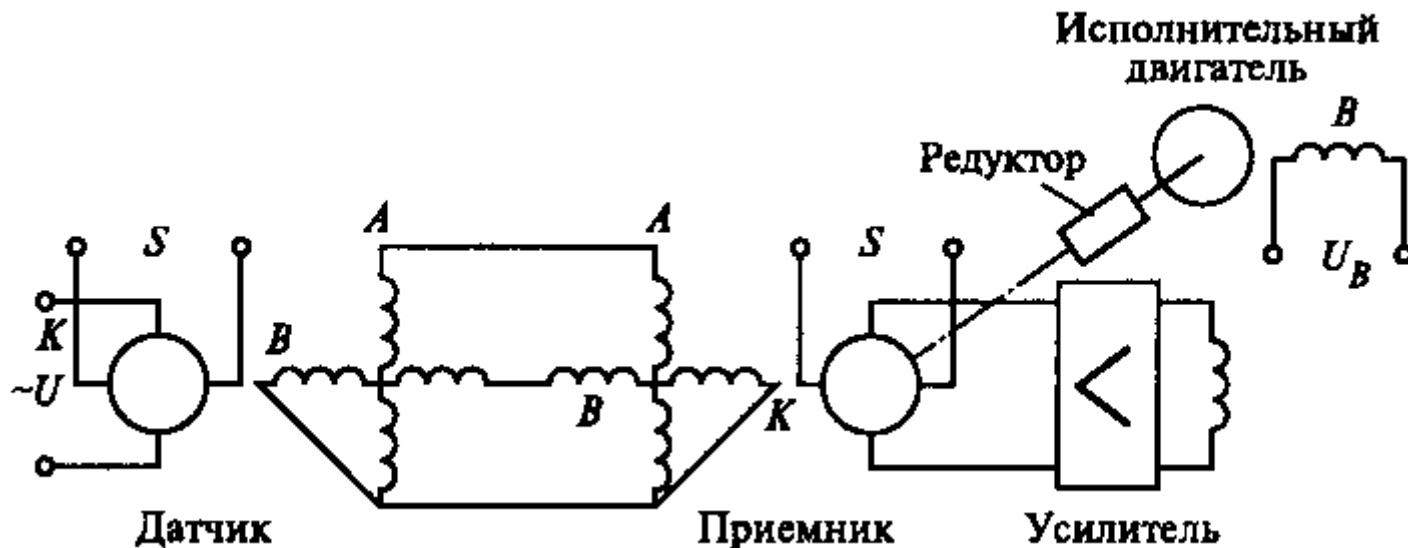 Исполнительный
двигатель
B
Редуктор
A
A
S
S
U_B
K
B
~U
B
K
Датчик
Приемник
Усилитель